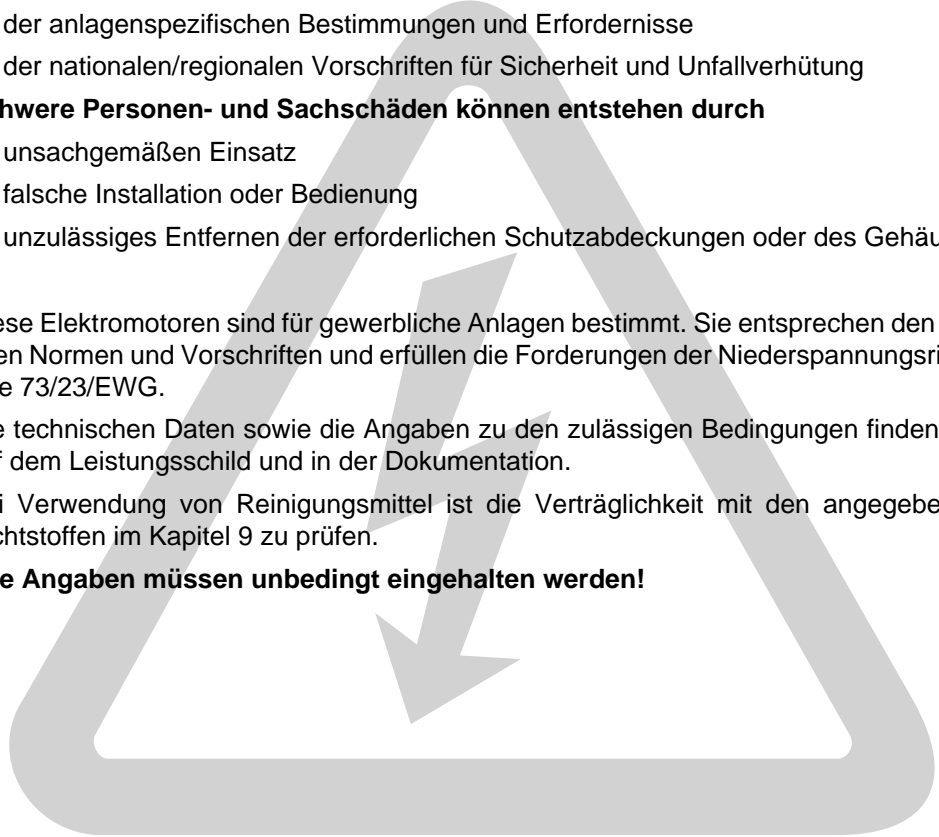 der anlagenspezifischen Bestimmungen und Erfordernisse
der nationalen/regionalen Vorschriften für Sicherheit und Unfallverhütung
hwere Personen- und Sachschäden können entstehen durch
unsachgemäßen Einsatz
falsche Installation oder Bedienung
unzulässiges Entfernen der erforderlichen Schutzabdeckungen oder des Gehäu
ese Elektromotoren sind für gewerbliche Anlagen bestimmt. Sie entsprechen den
en Normen und Vorschriften und erfüllen die Forderungen der Niederspannungsri
e 73/23/EWG.
e technischen Daten sowie die Angaben zu den zulässigen Bedingungen finden
f dem Leistungsschild und in der Dokumentation.
i Verwendung von Reinigungsmittel ist die Verträglichkeit mit den angegebe
chtstoffen im Kapitel 9 zu prüfen.
e Angaben müssen unbedingt eingehalten werden!